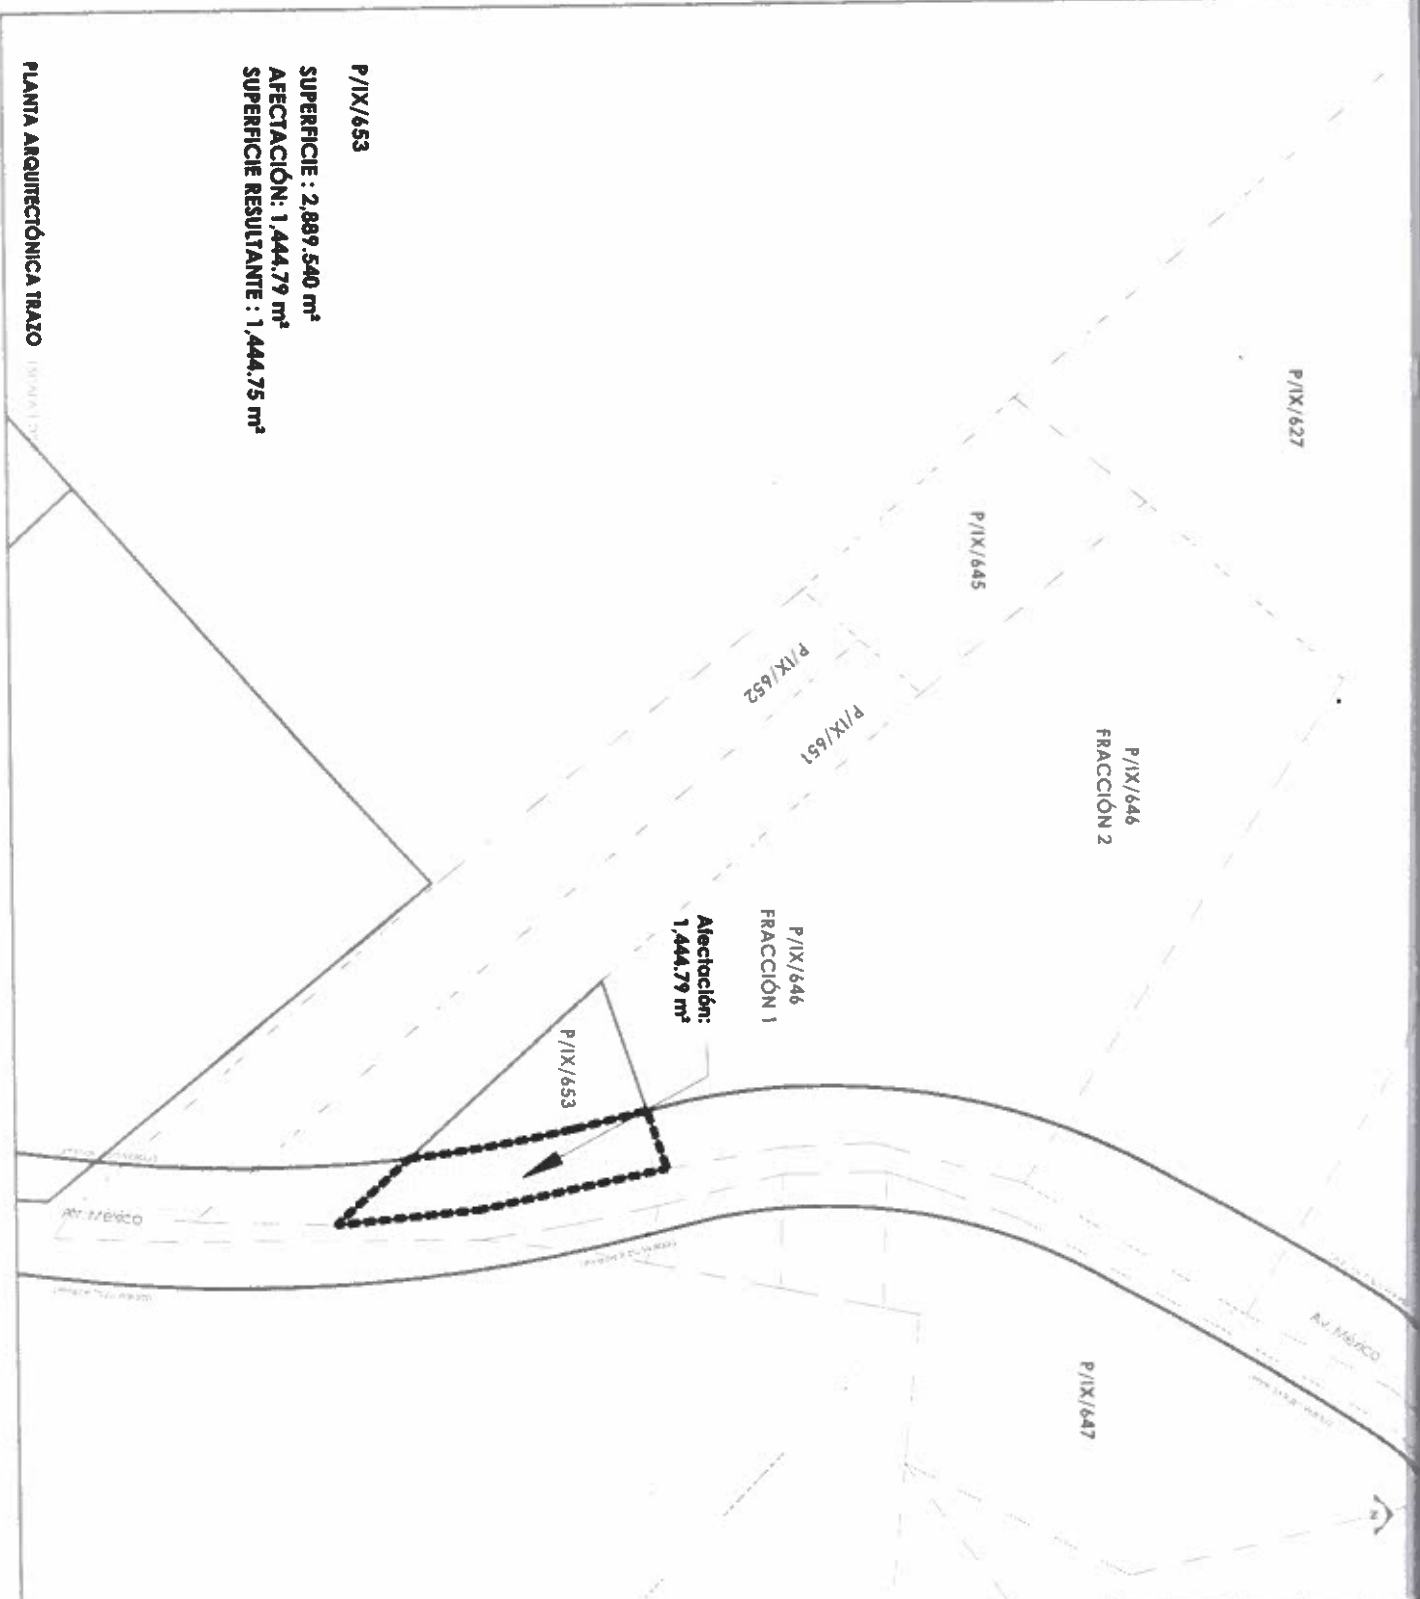 P/IX/627
P/IX/645
P/IX/652
P/IX/651
P/IX/646
FRACCIÓN 2
P/IX/646
FRACCIÓN 1
Afectación:
1,444.79 m²
P/IX/653
P/IX/647
Av. México
Av. México
N
P/IX/653
SUPERFICIE : 2,889.540 m²
AFECTACIÓN: 1,444.79 m²
SUPERFICIE RESULTANTE : 1,444.75 m²
PLANTA ARQUITECTÓNICA TRAZO